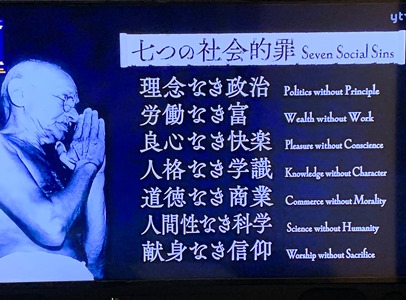 ytv
七つの社会的罪 Seven Social Sins
理念なき政治 Politics without Principle
労働なき富 Wealth without Work
良心なき快楽 Pleasure without Conscience
人格なき学識 Knowledge without Character
道徳なき商業 Commerce without Morality
人間性なき科学 Science without Humanity
献身なき信仰 Worship without Sacrifice